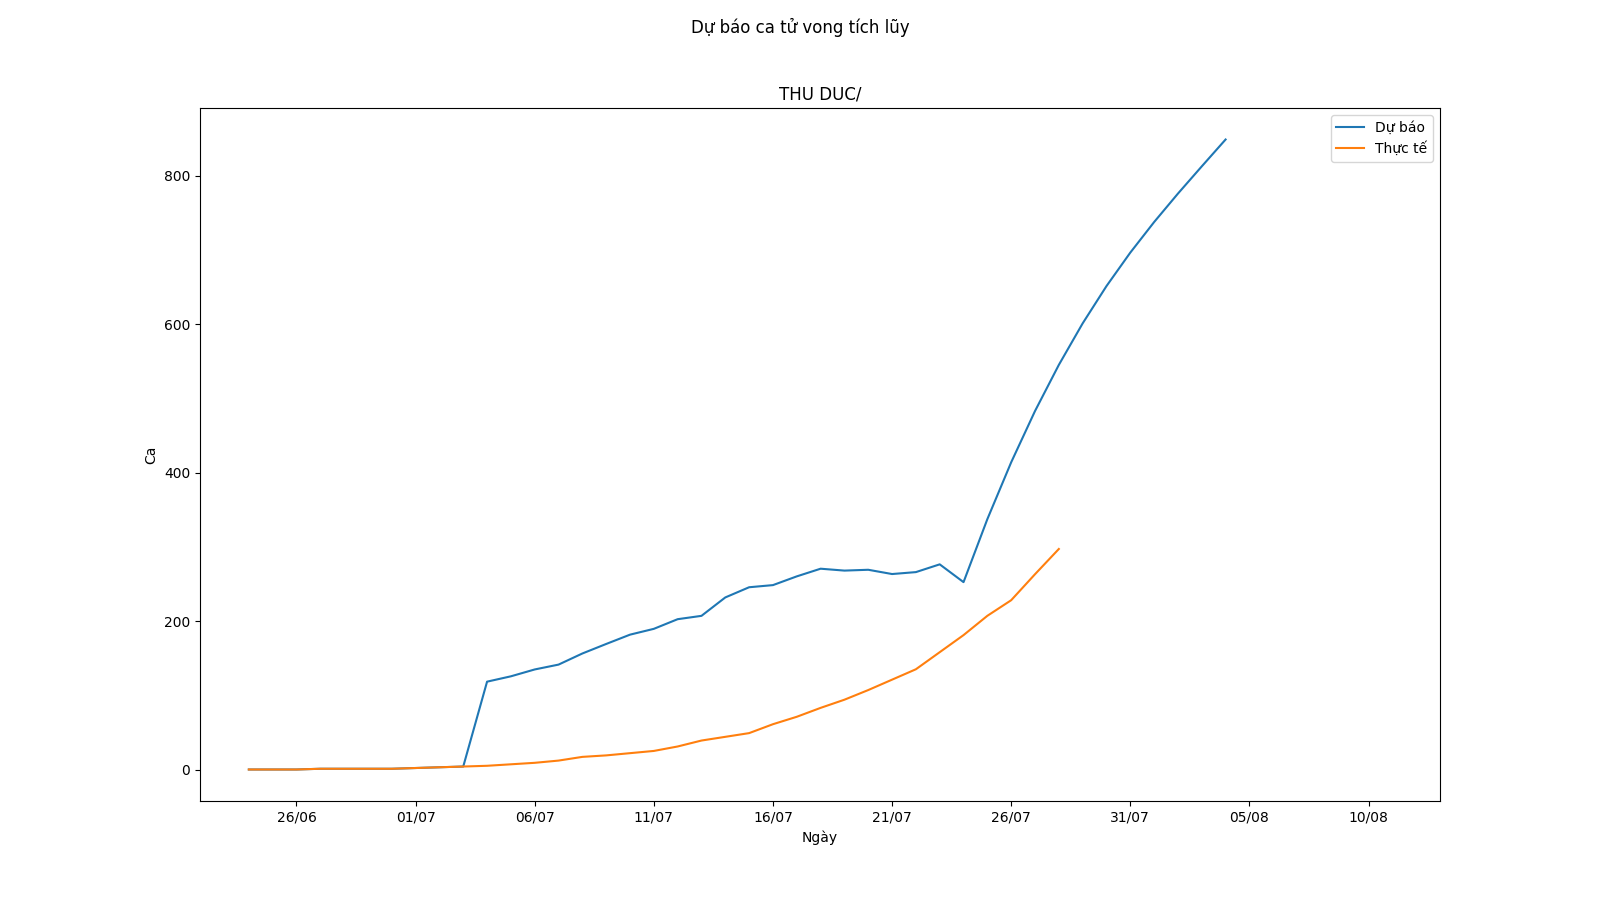 Dự báo ca tử vong tích lũy
THU DUC/
Dự báo
Thực tế
800
600
400
200
0
Ca
26/06 01/07 06/07 11/07 16/07 21/07 26/07 31/07 05/08 10/08
Ngày